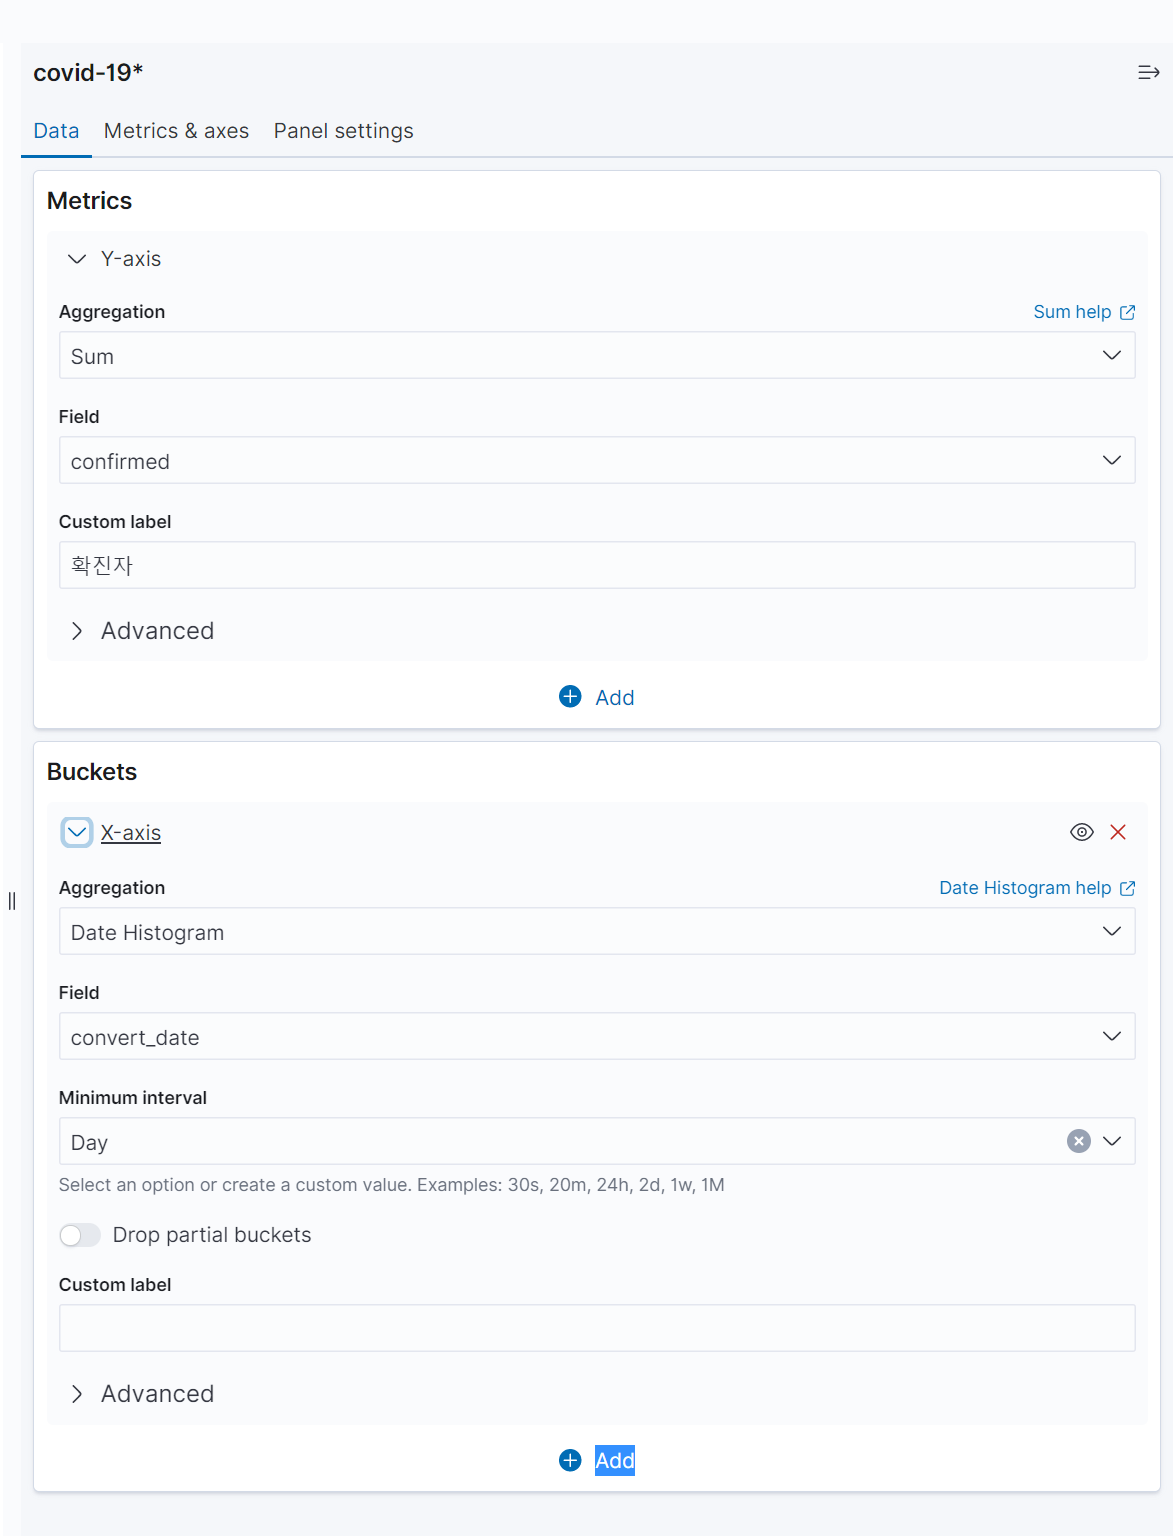 covid-19*
Data Metrics & axes Panel settings
Metrics
Y-axis
Aggregation Sum help
Sum
Field
confirmed
Custom label
확진자
Advanced
Add
Buckets
X-axis
Aggregation Date Histogram help
Date Histogram
Field
convert_date
Minimum interval
Day
Select an option or create a custom value. Examples: 30s, 20m, 24h, 2d, 1w, 1M
Drop partial buckets
Custom label
Advanced
Add